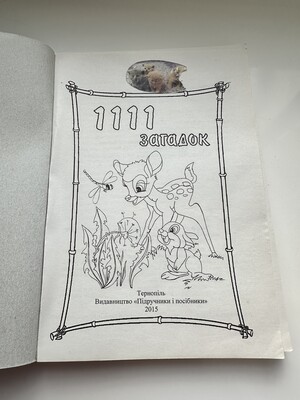 1111
загадок
Тернопіль
Видавництво «Підручники і посібники»
2015